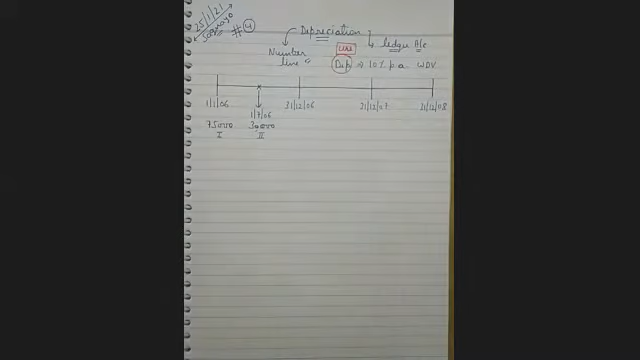 25/1/21
# 4
Depreciation
Number line
ledger A/c
Dep → 10% p.a. WDV
1/1/06
1/7/06
31/12/06
31/12/07
31/12/08
75000
I
30000
II